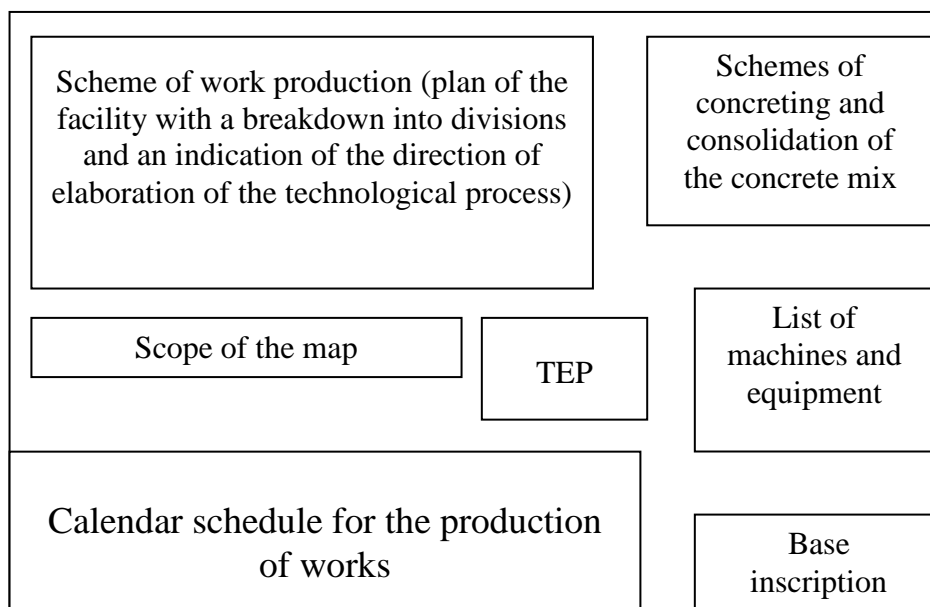 Scheme of work production (plan of the
facility with a breakdown into divisions
and an indication of the direction of
elaboration of the technological process)
Schemes of
concreting and
consolidation of
the concrete mix
Scope of the map
TEP
List of
machines and
equipment
Calendar schedule for the production
of works
Base
inscription